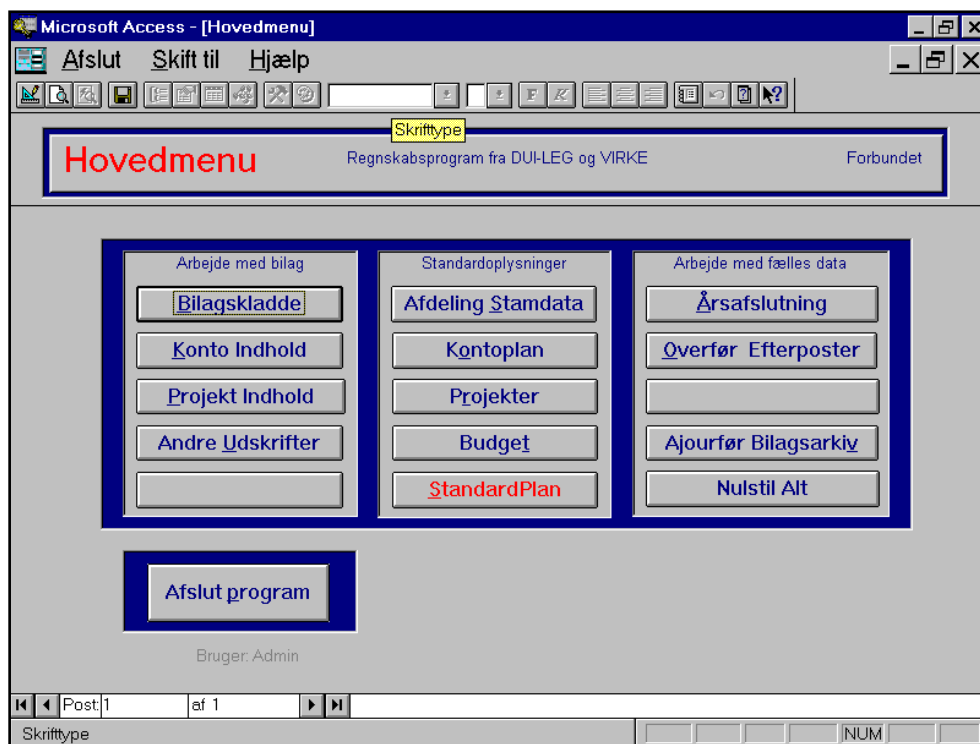 Microsoft Access - [Hovedmenu]
Afslut Skift til Hjælp
F K
Skrifttype
Hovedmenu Regnskabsprogram fra DUI-LEG og VIRKE Forbundet
Arbejde med bilag
Bilagskladde
Konto Indhold
Projekt Indhold
Andre Udskrifter
Standardoplysninger
Afdeling Stamdata
Kontoplan
Projekter
Budget
StandardPlan
Arbejde med fælles data
Årsafslutning
Overfør Efterposter
Ajourfør Bilagsarkiv
Nulstil Alt
Afslut program
Bruger: Admin
Post: 1 af 1
Skrifttype NUM